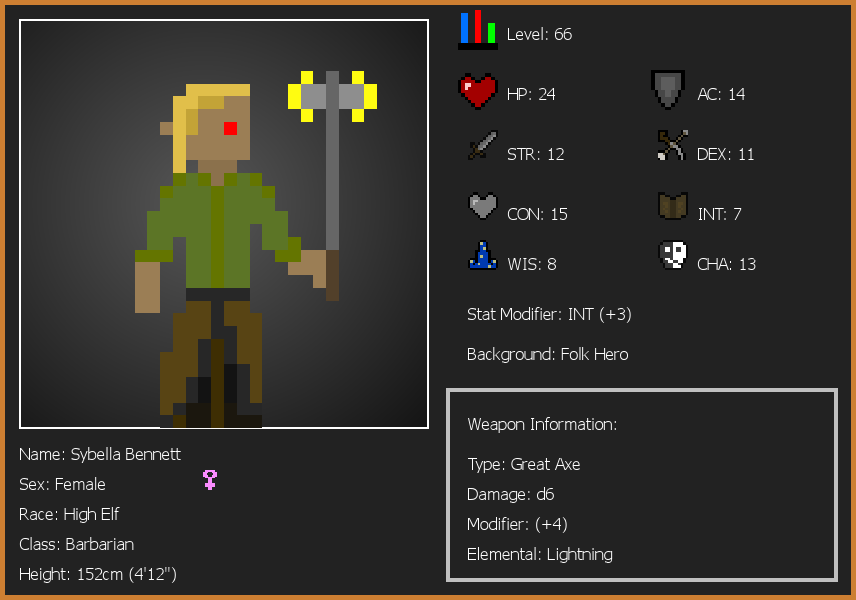 Level: 66
HP: 24
AC: 14
STR: 12
DEX: 11
CON: 15
INT: 7
WIS: 8
CHA: 13
Stat Modifier: INT (+3)
Background: Folk Hero
Weapon Information:
Type: Great Axe
Damage: d6
Modifier: (+4)
Elemental: Lightning
Name: Sybella Bennett
Sex: Female
Race: High Elf
Class: Barbarian
Height: 152cm (4'12")